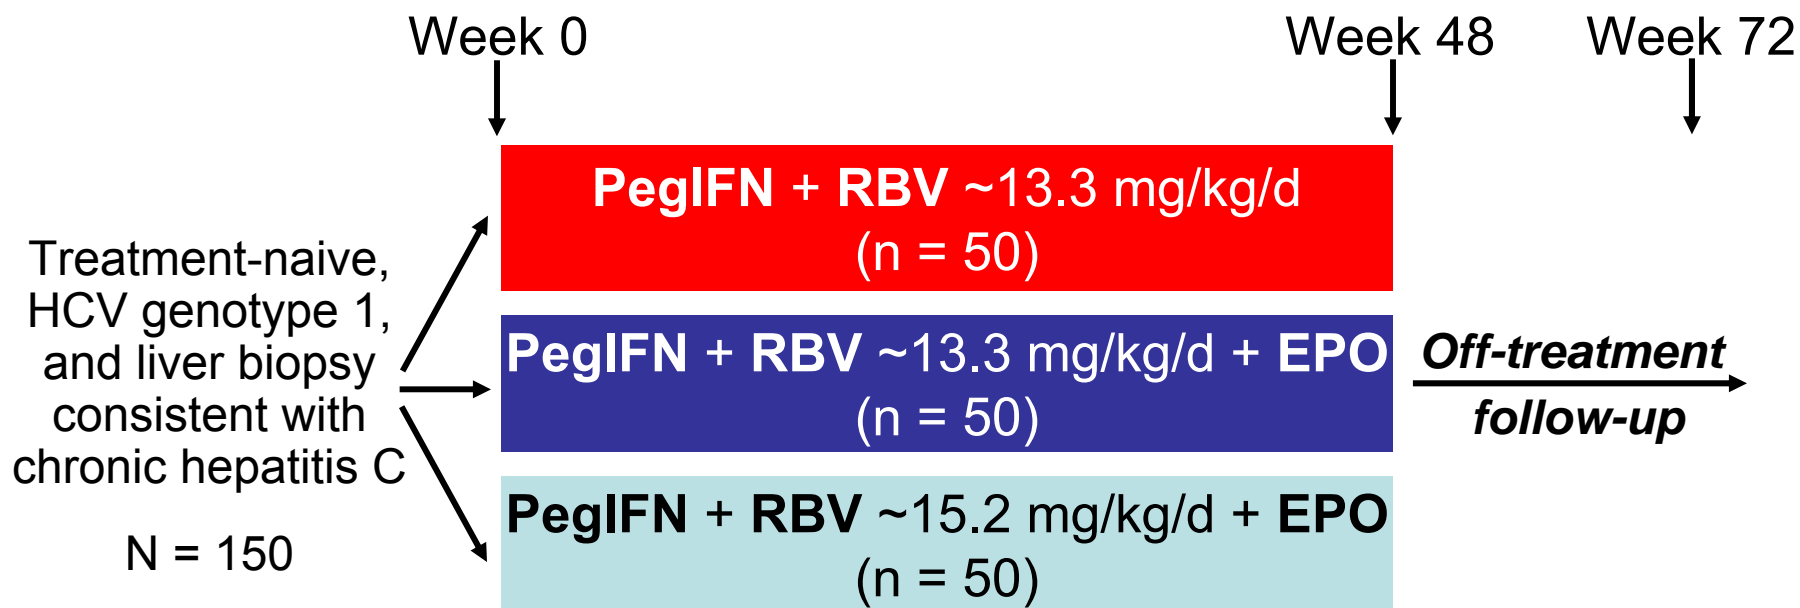 Week 0
Week 48
Week 72
Treatment-naive,
HCV genotype 1,
and liver biopsy
consistent with
chronic hepatitis C
N = 150
PegIFN + RBV ~13.3 mg/kg/d
(n = 50)
PegIFN + RBV ~13.3 mg/kg/d + EPO
(n = 50)
PegIFN + RBV ~15.2 mg/kg/d + EPO
(n = 50)
Off-treatment
follow-up